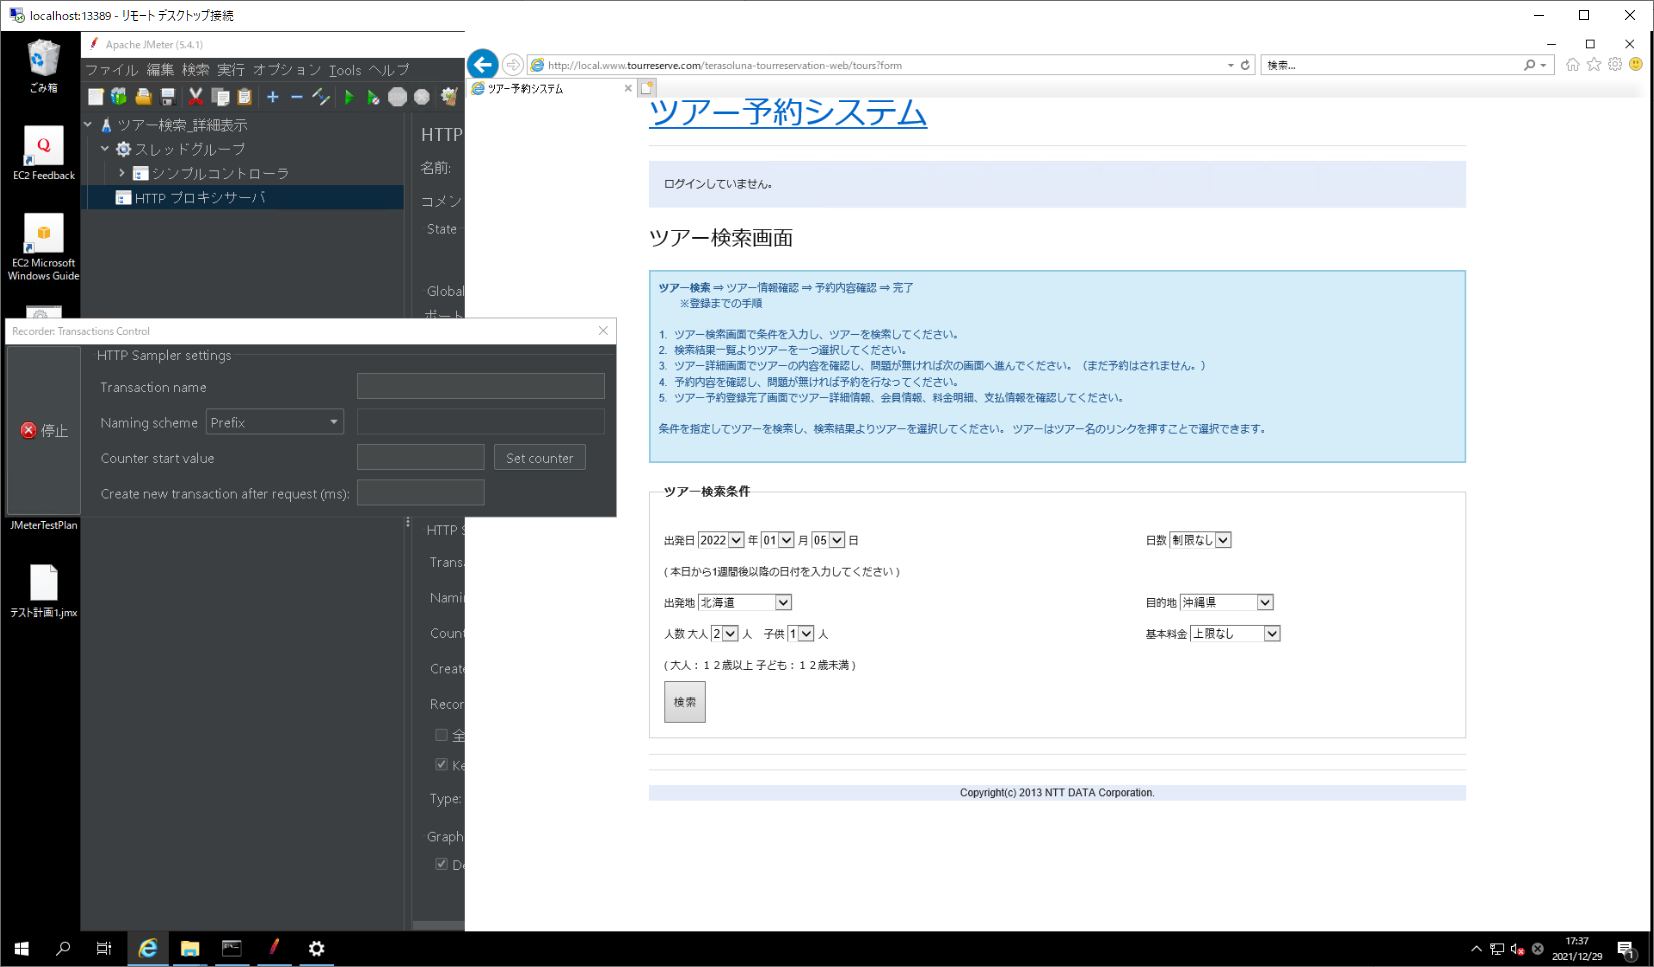 localhost:13389 - リモート デスクトップ接続
ごみ箱
EC2 Feedback
EC2 Microsoft
Windows Guide
JMeterTestPlan
テスト計画1.jmx
Apache JMeter (5.4.1)
ファイル 編集 検索 実行 オプション Tools ヘルプ
ツアー検索_詳細表示
スレッドグループ
シンプルコントローラ
HTTP プロキシサーバ
HTTP
名前:
コメン
State
Global
ポート
Recorder: Transactions Control
停止
HTTP Sampler settings
Transaction name
Naming scheme Prefix
Counter start value Set counter
Create new transaction after request (ms):
HTTP S
Transa
Namin
Count
Create
Recor
全
Ke
Type:
Graph
De
http://local.www.tourreserve.com/terasoluna-tourreservation-web/tours?form
検索...
ツアー予約システム
ツアー予約システム
ログインしていません。
ツアー検索画面
ツアー検索 ⇒ ツアー情報確認 ⇒ 予約内容確認 ⇒ 完了
※登録までの手順
1. ツアー検索画面で条件を入力し、ツアーを検索してください。
2. 検索結果一覧よりツアーを一つ選択してください。
3. ツアー詳細画面でツアーの内容を確認し、問題が無ければ次の画面へ進んでください。（まだ予約はされません。）
4. 予約内容を確認し、問題が無ければ予約を行なってください。
5. ツアー予約登録完了画面でツアー詳細情報、会員情報、料金明細、支払情報を確認してください。
条件を指定してツアーを検索し、検索結果よりツアーを選択してください。 ツアーはツアー名のリンクを押すことで選択できます。
ツアー検索条件
出発日 2022 年 01 月 05 日 日数 制限なし
( 本日から1週間後以降の日付を入力してください )
出発地 北海道 目的地 沖縄県
人数 大人 2 人 子供 1 人 基本料金 上限なし
( 大人：１２歳以上 子ども：１２歳未満 )
検索
Copyright(c) 2013 NTT DATA Corporation.
17:37
2021/12/29
1